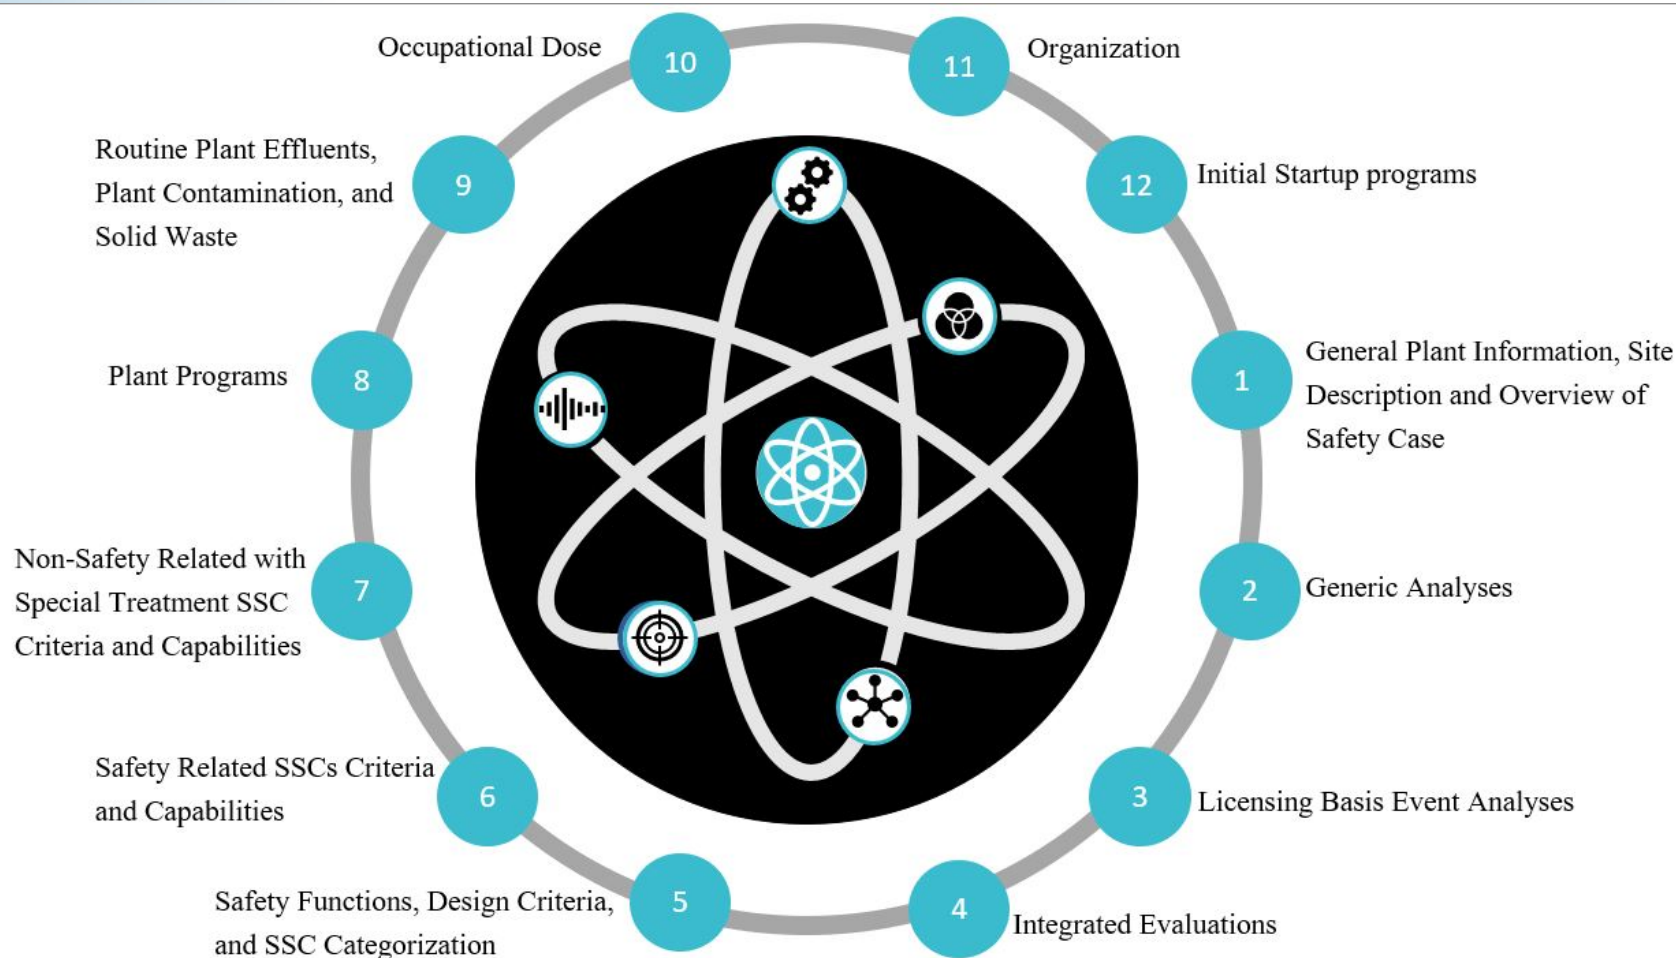 10
Occupational Dose
11
Organization
12
Initial Startup programs
1
General Plant Information, Site
Description and Overview of
Safety Case
2
Generic Analyses
3
Licensing Basis Event Analyses
4
Integrated Evaluations
5
Safety Functions, Design Criteria,
and SSC Categorization
6
Safety Related SSCs Criteria
and Capabilities
7
Non-Safety Related with
Special Treatment SSC
Criteria and Capabilities
8
Plant Programs
9
Routine Plant Effluents,
Plant Contamination, and
Solid Waste